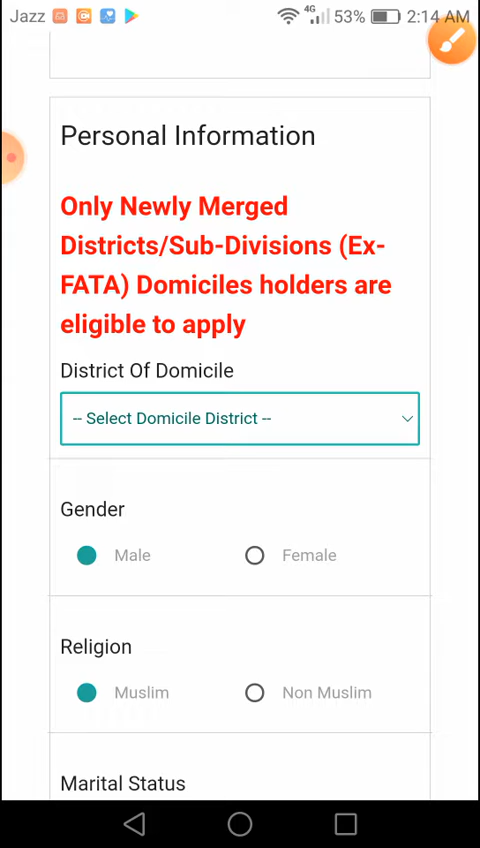 Jazz 4G 53% 2:14 AM
Personal Information
Only Newly Merged
Districts/Sub-Divisions (Ex-
FATA) Domiciles holders are
eligible to apply
District Of Domicile
-- Select Domicile District --
Gender
Male Female
Religion
Muslim Non Muslim
Marital Status